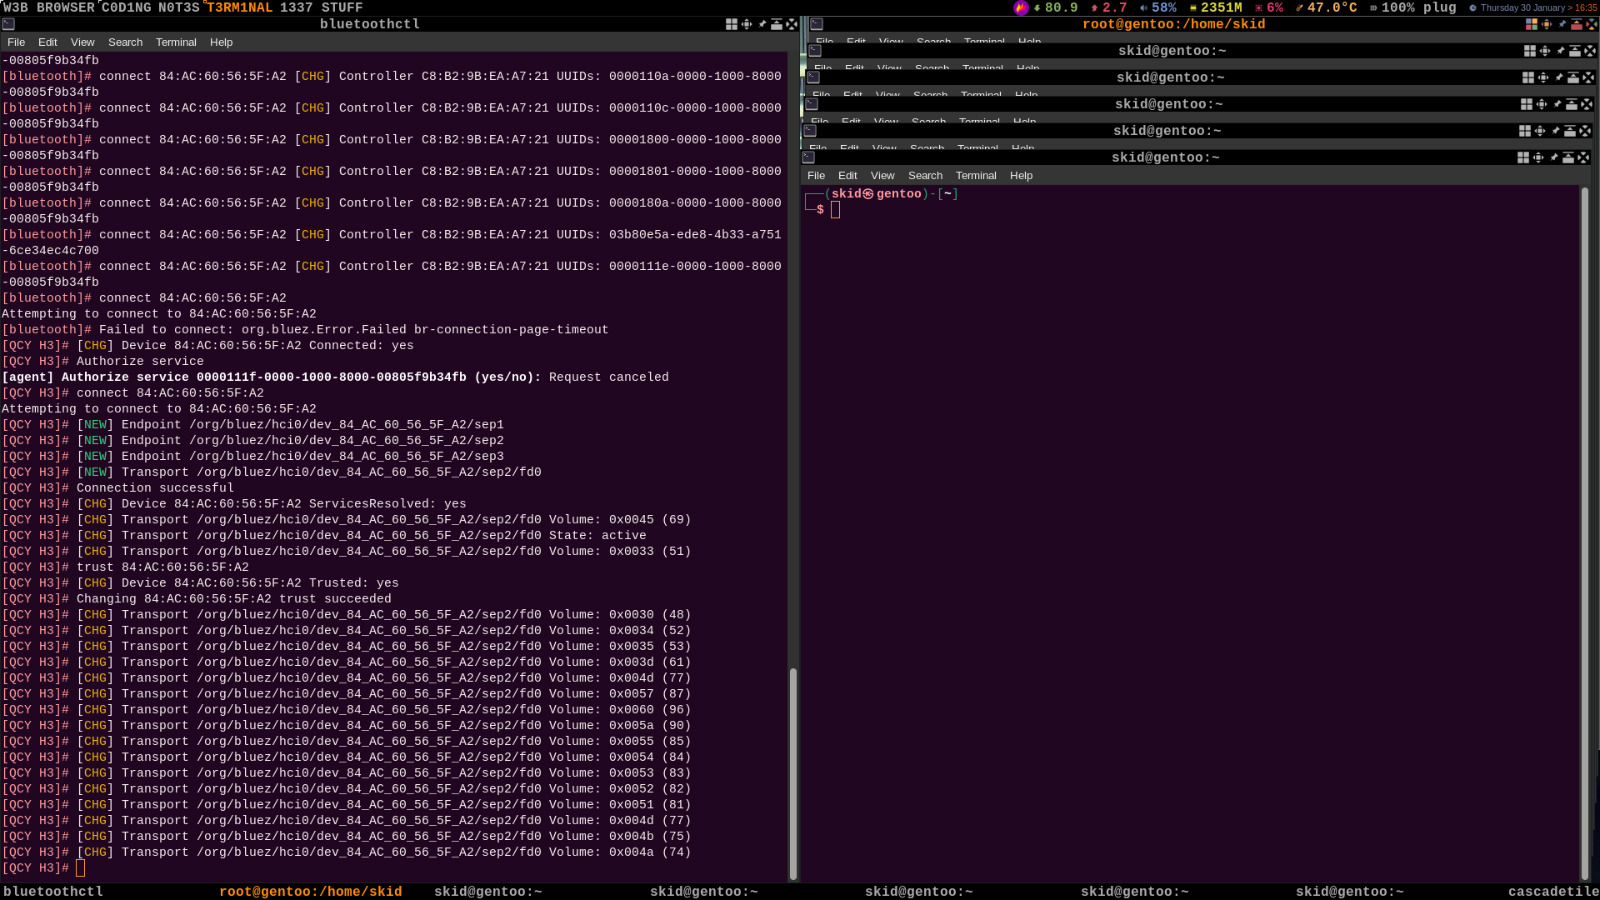 W3B BR0WSER C0D1NG N0T3S T3RM1NAL 1337 STUFF
80.9 2.7 58% 2351M 6% 47.0°C 100% plug Thursday 30 January > 16:35
bluetoothctl
File Edit View Search Terminal Help
-00805f9b34fb
[bluetooth]# connect 84:AC:60:56:5F:A2 [CHG] Controller C8:B2:9B:EA:A7:21 UUIDs: 0000110a-0000-1000-8000
-00805f9b34fb
[bluetooth]# connect 84:AC:60:56:5F:A2 [CHG] Controller C8:B2:9B:EA:A7:21 UUIDs: 0000110c-0000-1000-8000
-00805f9b34fb
[bluetooth]# connect 84:AC:60:56:5F:A2 [CHG] Controller C8:B2:9B:EA:A7:21 UUIDs: 00001800-0000-1000-8000
-00805f9b34fb
[bluetooth]# connect 84:AC:60:56:5F:A2 [CHG] Controller C8:B2:9B:EA:A7:21 UUIDs: 00001801-0000-1000-8000
-00805f9b34fb
[bluetooth]# connect 84:AC:60:56:5F:A2 [CHG] Controller C8:B2:9B:EA:A7:21 UUIDs: 0000180a-0000-1000-8000
-00805f9b34fb
[bluetooth]# connect 84:AC:60:56:5F:A2 [CHG] Controller C8:B2:9B:EA:A7:21 UUIDs: 03b80e5a-ede8-4b33-a751
-6ce34ec4c700
[bluetooth]# connect 84:AC:60:56:5F:A2 [CHG] Controller C8:B2:9B:EA:A7:21 UUIDs: 0000111e-0000-1000-8000
-00805f9b34fb
[bluetooth]# connect 84:AC:60:56:5F:A2
Attempting to connect to 84:AC:60:56:5F:A2
[bluetooth]# Failed to connect: org.bluez.Error.Failed br-connection-page-timeout
[QCY H3]# [CHG] Device 84:AC:60:56:5F:A2 Connected: yes
[QCY H3]# Authorize service
[agent] Authorize service 0000111f-0000-1000-8000-00805f9b34fb (yes/no): Request canceled
[QCY H3]# connect 84:AC:60:56:5F:A2
Attempting to connect to 84:AC:60:56:5F:A2
[QCY H3]# [NEW] Endpoint /org/bluez/hci0/dev_84_AC_60_56_5F_A2/sep1
[QCY H3]# [NEW] Endpoint /org/bluez/hci0/dev_84_AC_60_56_5F_A2/sep2
[QCY H3]# [NEW] Endpoint /org/bluez/hci0/dev_84_AC_60_56_5F_A2/sep3
[QCY H3]# [NEW] Transport /org/bluez/hci0/dev_84_AC_60_56_5F_A2/sep2/fd0
[QCY H3]# Connection successful
[QCY H3]# [CHG] Device 84:AC:60:56:5F:A2 ServicesResolved: yes
[QCY H3]# [CHG] Transport /org/bluez/hci0/dev_84_AC_60_56_5F_A2/sep2/fd0 Volume: 0x0045 (69)
[QCY H3]# [CHG] Transport /org/bluez/hci0/dev_84_AC_60_56_5F_A2/sep2/fd0 State: active
[QCY H3]# [CHG] Transport /org/bluez/hci0/dev_84_AC_60_56_5F_A2/sep2/fd0 Volume: 0x0033 (51)
[QCY H3]# trust 84:AC:60:56:5F:A2
[QCY H3]# [CHG] Device 84:AC:60:56:5F:A2 Trusted: yes
[QCY H3]# Changing 84:AC:60:56:5F:A2 trust succeeded
[QCY H3]# [CHG] Transport /org/bluez/hci0/dev_84_AC_60_56_5F_A2/sep2/fd0 Volume: 0x0030 (48)
[QCY H3]# [CHG] Transport /org/bluez/hci0/dev_84_AC_60_56_5F_A2/sep2/fd0 Volume: 0x0034 (52)
[QCY H3]# [CHG] Transport /org/bluez/hci0/dev_84_AC_60_56_5F_A2/sep2/fd0 Volume: 0x0035 (53)
[QCY H3]# [CHG] Transport /org/bluez/hci0/dev_84_AC_60_56_5F_A2/sep2/fd0 Volume: 0x003d (61)
[QCY H3]# [CHG] Transport /org/bluez/hci0/dev_84_AC_60_56_5F_A2/sep2/fd0 Volume: 0x004d (77)
[QCY H3]# [CHG] Transport /org/bluez/hci0/dev_84_AC_60_56_5F_A2/sep2/fd0 Volume: 0x0057 (87)
[QCY H3]# [CHG] Transport /org/bluez/hci0/dev_84_AC_60_56_5F_A2/sep2/fd0 Volume: 0x0060 (96)
[QCY H3]# [CHG] Transport /org/bluez/hci0/dev_84_AC_60_56_5F_A2/sep2/fd0 Volume: 0x005a (90)
[QCY H3]# [CHG] Transport /org/bluez/hci0/dev_84_AC_60_56_5F_A2/sep2/fd0 Volume: 0x0055 (85)
[QCY H3]# [CHG] Transport /org/bluez/hci0/dev_84_AC_60_56_5F_A2/sep2/fd0 Volume: 0x0054 (84)
[QCY H3]# [CHG] Transport /org/bluez/hci0/dev_84_AC_60_56_5F_A2/sep2/fd0 Volume: 0x0053 (83)
[QCY H3]# [CHG] Transport /org/bluez/hci0/dev_84_AC_60_56_5F_A2/sep2/fd0 Volume: 0x0052 (82)
[QCY H3]# [CHG] Transport /org/bluez/hci0/dev_84_AC_60_56_5F_A2/sep2/fd0 Volume: 0x0051 (81)
[QCY H3]# [CHG] Transport /org/bluez/hci0/dev_84_AC_60_56_5F_A2/sep2/fd0 Volume: 0x004d (77)
[QCY H3]# [CHG] Transport /org/bluez/hci0/dev_84_AC_60_56_5F_A2/sep2/fd0 Volume: 0x004b (75)
[QCY H3]# [CHG] Transport /org/bluez/hci0/dev_84_AC_60_56_5F_A2/sep2/fd0 Volume: 0x004a (74)
[QCY H3]#
root@gentoo:/home/skid
File Edit View Search Terminal Help
skid@gentoo:~
File Edit View Search Terminal Help
skid@gentoo:~
File Edit View Search Terminal Help
skid@gentoo:~
File Edit View Search Terminal Help
skid@gentoo:~
File Edit View Search Terminal Help
skid@gentoo:~
File Edit View Search Terminal Help
┌──(skid㉿gentoo)-[~]
└─$
bluetoothctl root@gentoo:/home/skid skid@gentoo:~ skid@gentoo:~ skid@gentoo:~ skid@gentoo:~ skid@gentoo:~ cascadetile